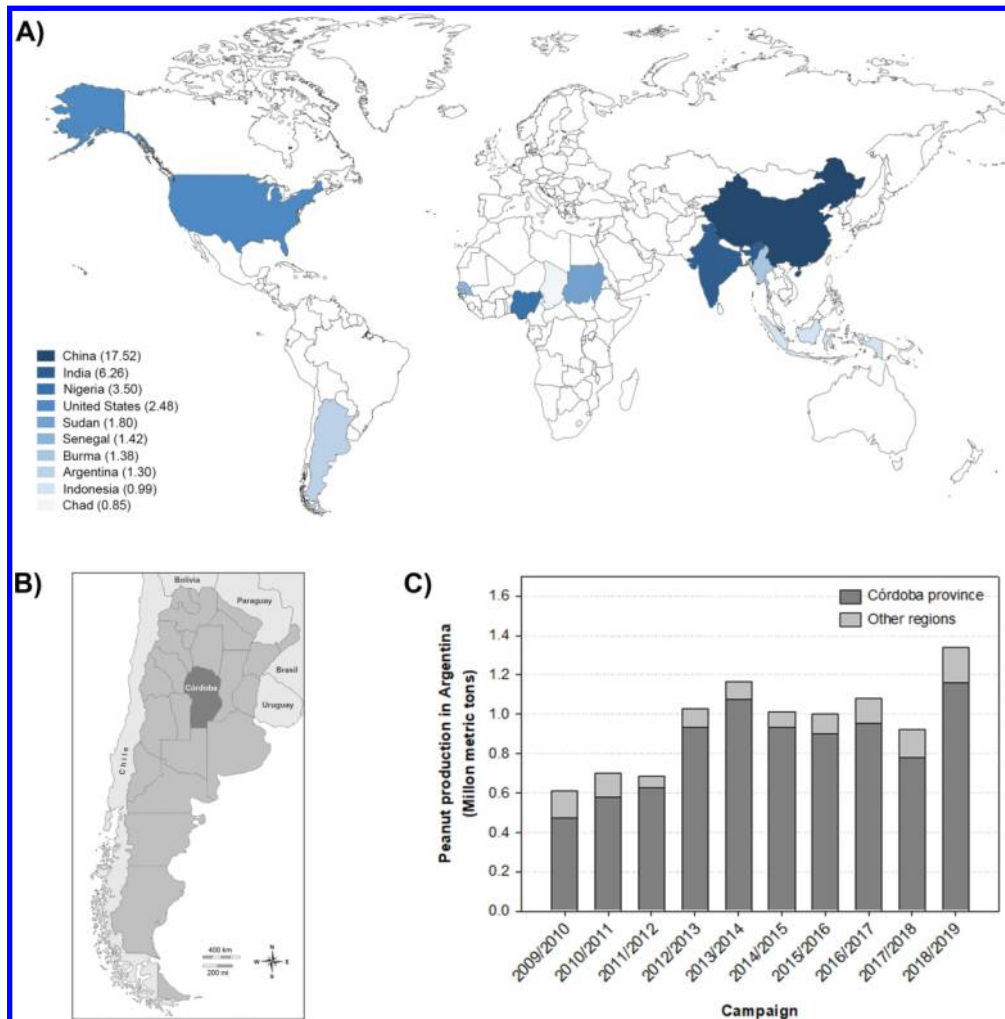 A)
China (17.52)
India (6.26)
Nigeria (3.50)
United States (2.48)
Sudan (1.80)
Senegal (1.42)
Burma (1.38)
Argentina (1.30)
Indonesia (0.99)
Chad (0.85)
B)
Bolivia
Paraguay
Brasil
Córdoba
Uruguay
Chile
400 km
200 mi
N
W E
S
C)
Peanut production in Argentina
(Millon metric tons)
1.6
1.4
1.2
1.0
0.8
0.6
0.4
0.2
0.0
Córdoba province
Other regions
2009/2010
2010/2011
2011/2012
2012/2013
2013/2014
2014/2015
2015/2016
2016/2017
2017/2018
2018/2019
Campaign